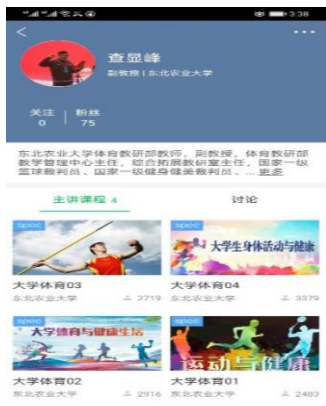 3:38
查显峰
副教授 | 东北农业大学
关注 粉丝
0 75
东北农业大学体育教研部教师，副教授，体育教研部
教学管理中心主任，综合拓展教研室主任，国家一级
篮球裁判员、国家一级健身健美裁判员、... 更多
主讲课程 4 讨论
spoc spoc
大学生身体活动与健康
大学体育03 大学体育04
东北农业大学 2719 东北农业大学 3379
spoc spoc
大学体育与健康生活 运动与健康
大学体育02 大学体育01
东北农业大学 2916 东北农业大学 2483